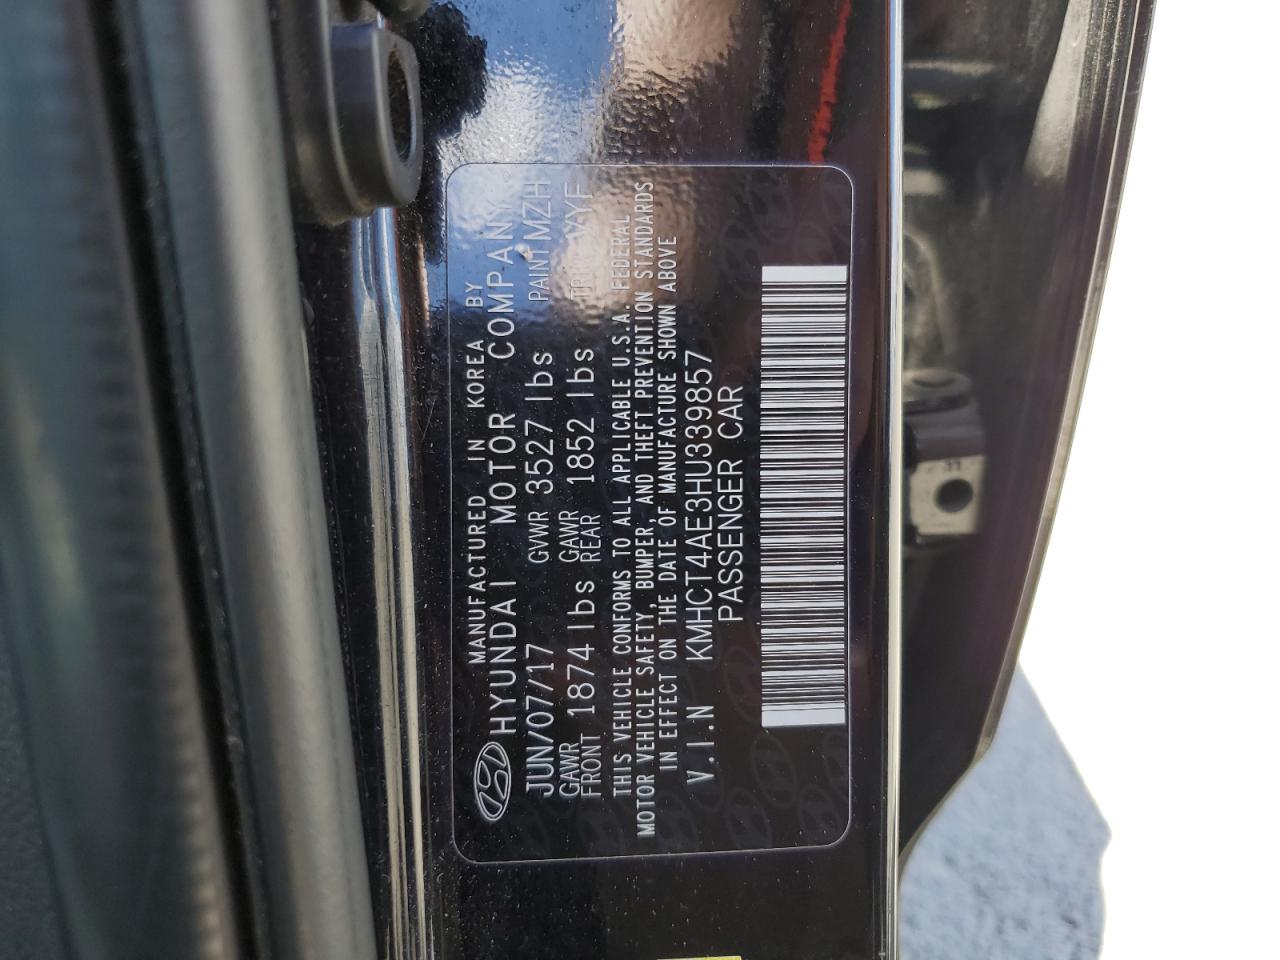 MANUFACTURED IN KOREA BY
HYUNDAI MOTOR COMPANY
JUN/07/17 GVWR 3527 lbs PAINT MZH
GAWR FRONT 1874 lbs GAWR REAR 1852 lbs TRIM YYF
THIS VEHICLE CONFORMS TO ALL APPLICABLE U.S.A. FEDERAL
MOTOR VEHICLE SAFETY, BUMPER, AND THEFT PREVENTION STANDARDS
IN EFFECT ON THE DATE OF MANUFACTURE SHOWN ABOVE
V.I.N KMHCT4AE3HU339857
PASSENGER CAR